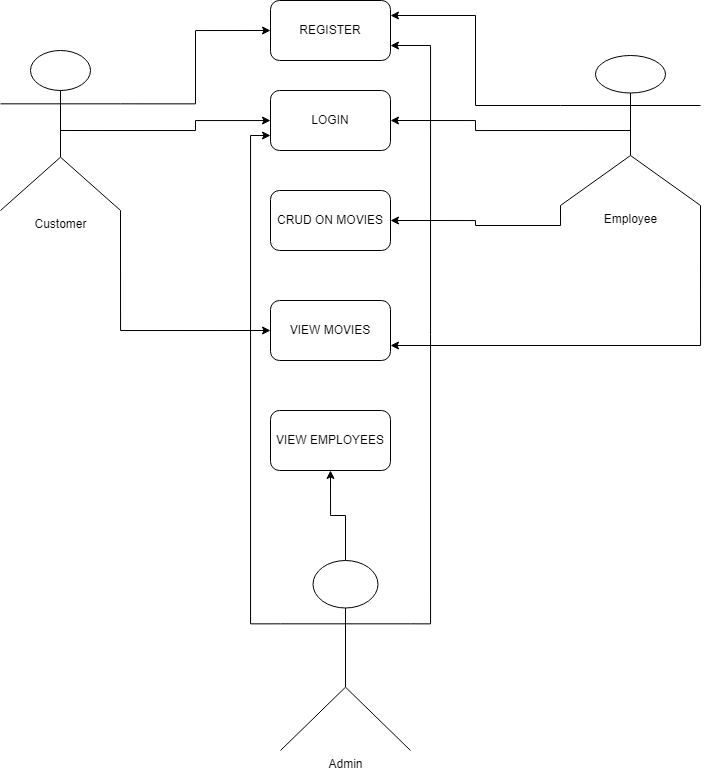 REGISTER
LOGIN
CRUD ON MOVIES
Customer
Employee
VIEW MOVIES
VIEW EMPLOYEES
Admin